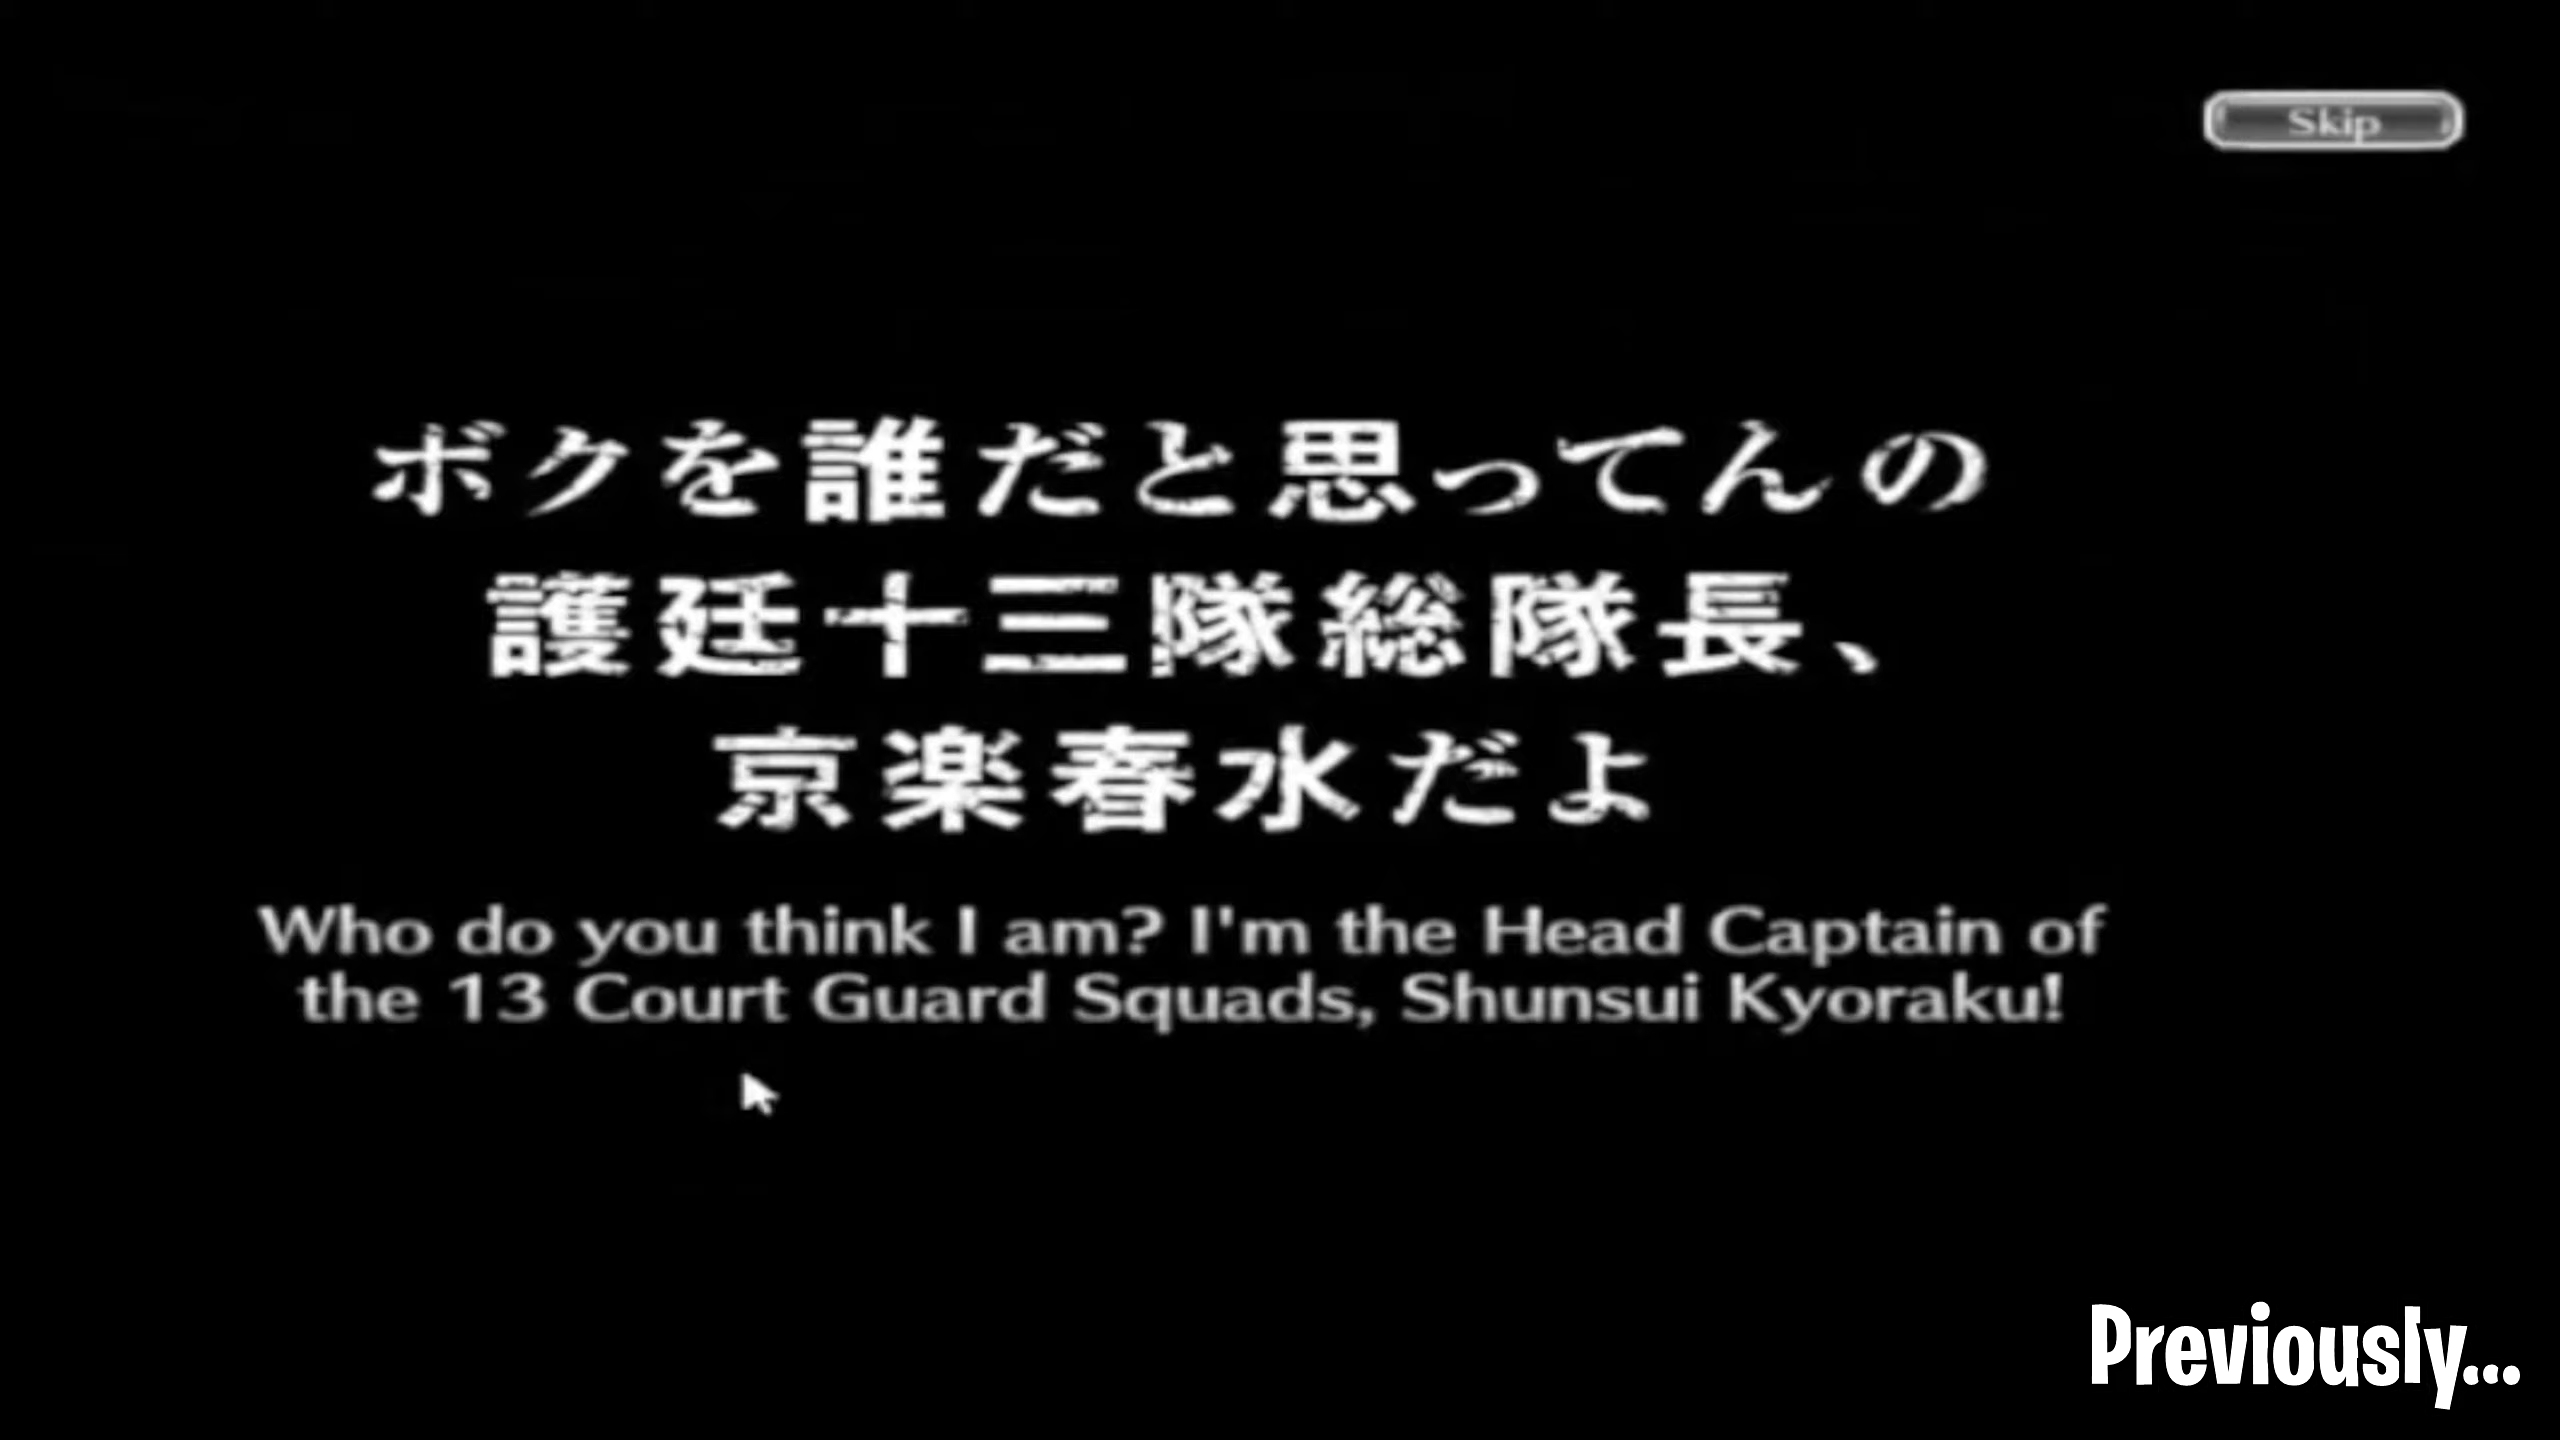 Skip
ボクを誰だと思ってんの
護廷十三隊総隊長、
京楽春水だよ
Who do you think I am? I'm the Head Captain of
the 13 Court Guard Squads, Shunsui Kyoraku!
Previously...